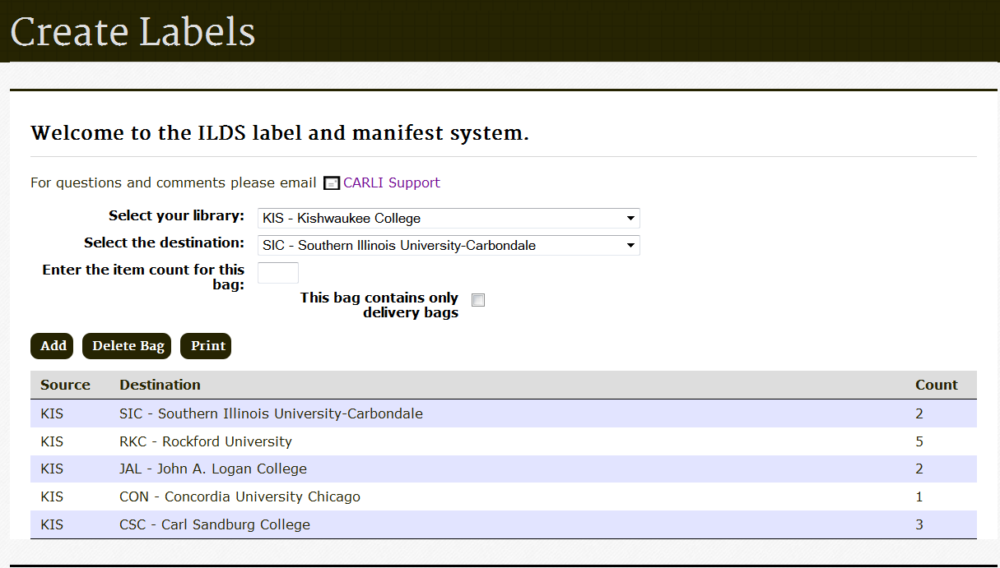 Create Labels
Welcome to the ILDS label and manifest system.
For questions and comments please email CARLI Support
Select your library: KIS - Kishwaukee College
Select the destination: SIC - Southern Illinois University-Carbondale
Enter the item count for this
bag:
This bag contains only
delivery bags
Add Delete Bag Print
Source Destination Count
KIS SIC - Southern Illinois University-Carbondale 2
KIS RKC - Rockford University 5
KIS JAL - John A. Logan College 2
KIS CON - Concordia University Chicago 1
KIS CSC - Carl Sandburg College 3